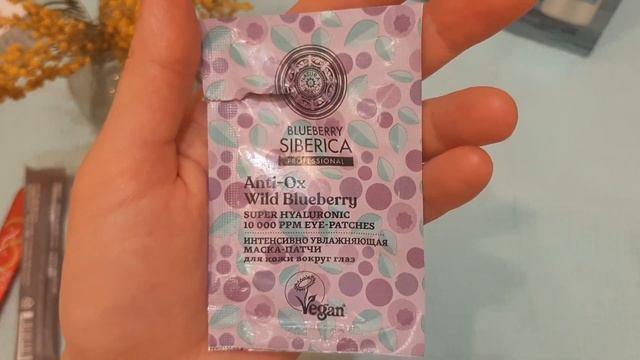 BLUEBERRY
SIBERICA
PROFESSIONAL
Anti-Ox
Wild Blueberry
SUPER HYALURONIC
10 000 PPM EYE-PATCHES
ИНТЕНСИВНО УВЛАЖНЯЮЩАЯ
МАСКА-ПАТЧИ
для кожи вокруг глаз
Vegan